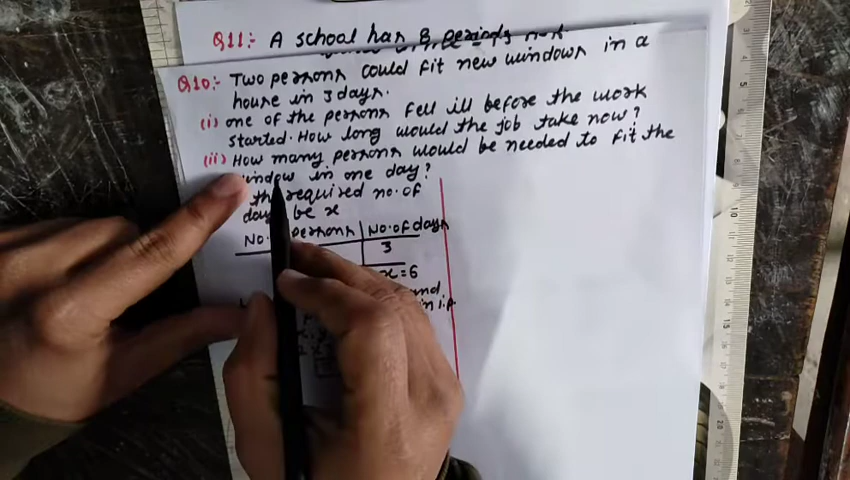 Q11:- A school has 8 periods
Q10:- Two persons could fit new windows in a
house in 3 days.
(i) one of the persons fell ill before the work
started. How long would the job take now?
(ii) How many persons would be needed to fit the
window in one day?
the required no. of
days be x
No. persons No. of days
3
x = 6
and
in i.p